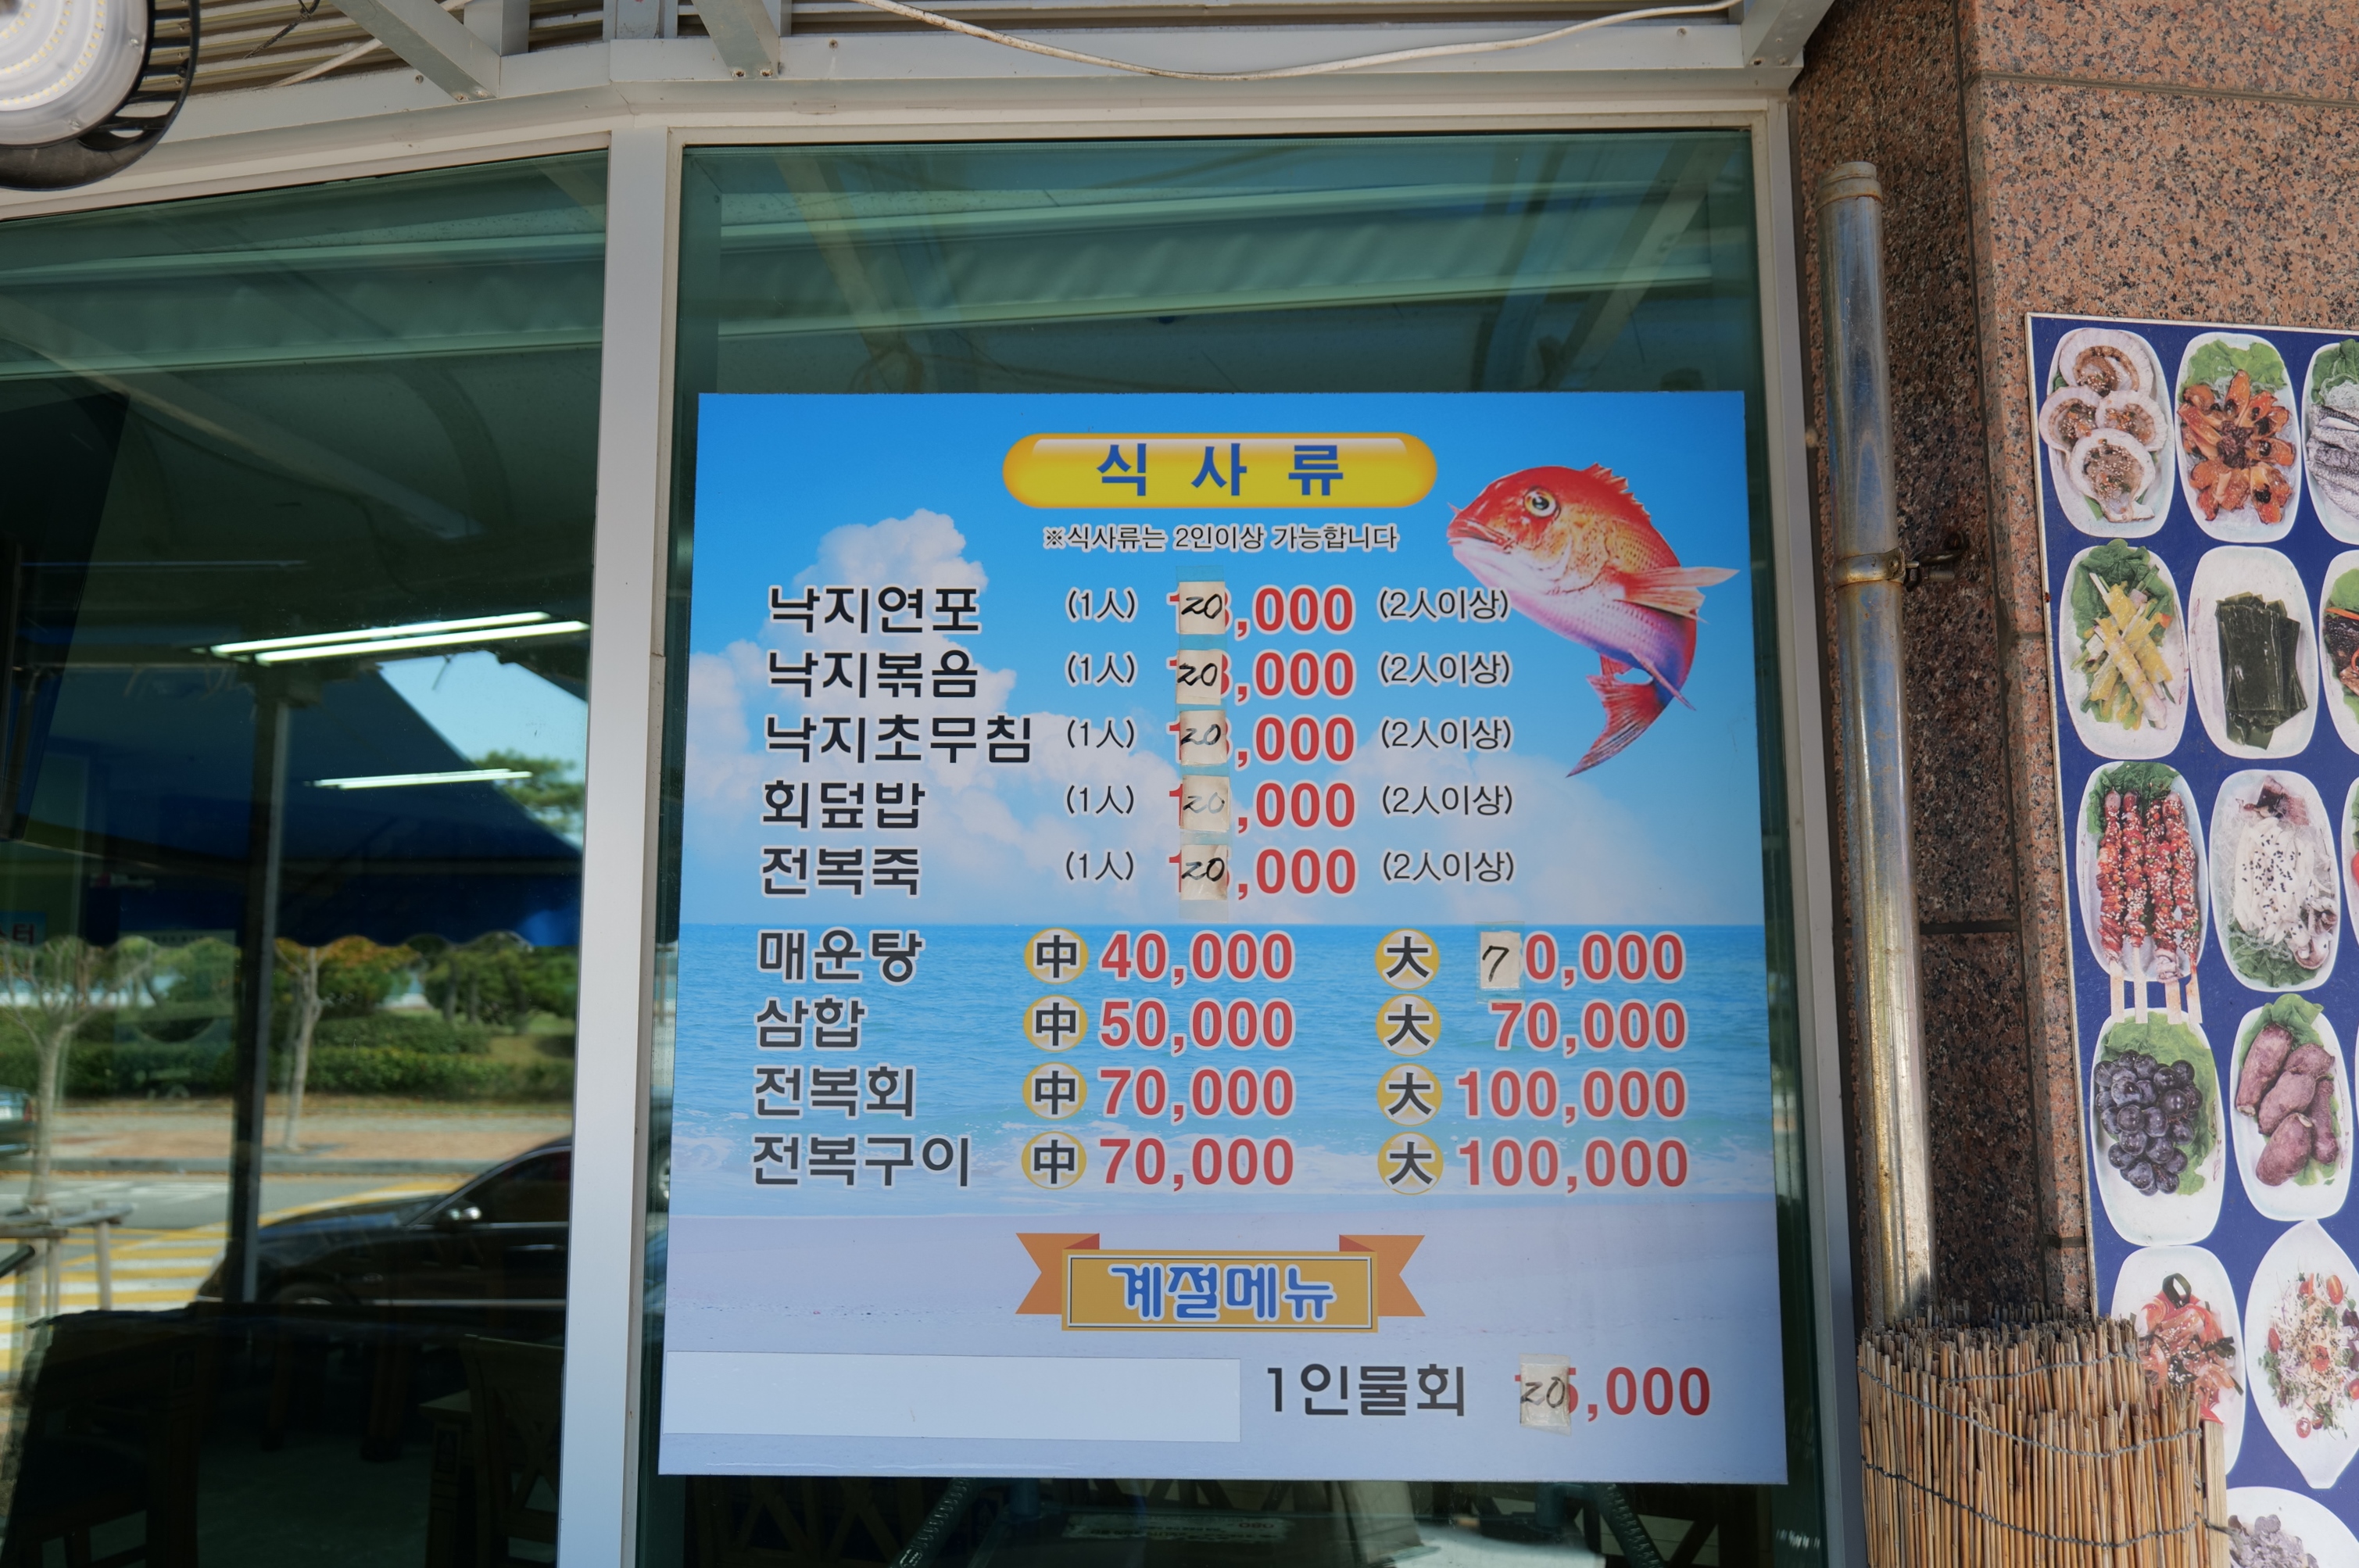 식사류
※식사류는 2인이상 가능합니다
낙지연포 (1人) 20,000 (2人이상)
낙지볶음 (1人) 20,000 (2人이상)
낙지초무침 (1人) 20,000 (2人이상)
회덮밥 (1人) 20,000 (2人이상)
전복죽 (1人) 20,000 (2人이상)
매운탕 中 40,000 大 70,000
삼합 中 50,000 大 70,000
전복회 中 70,000 大 100,000
전복구이 中 70,000 大 100,000
계절메뉴
1인물회 20,000